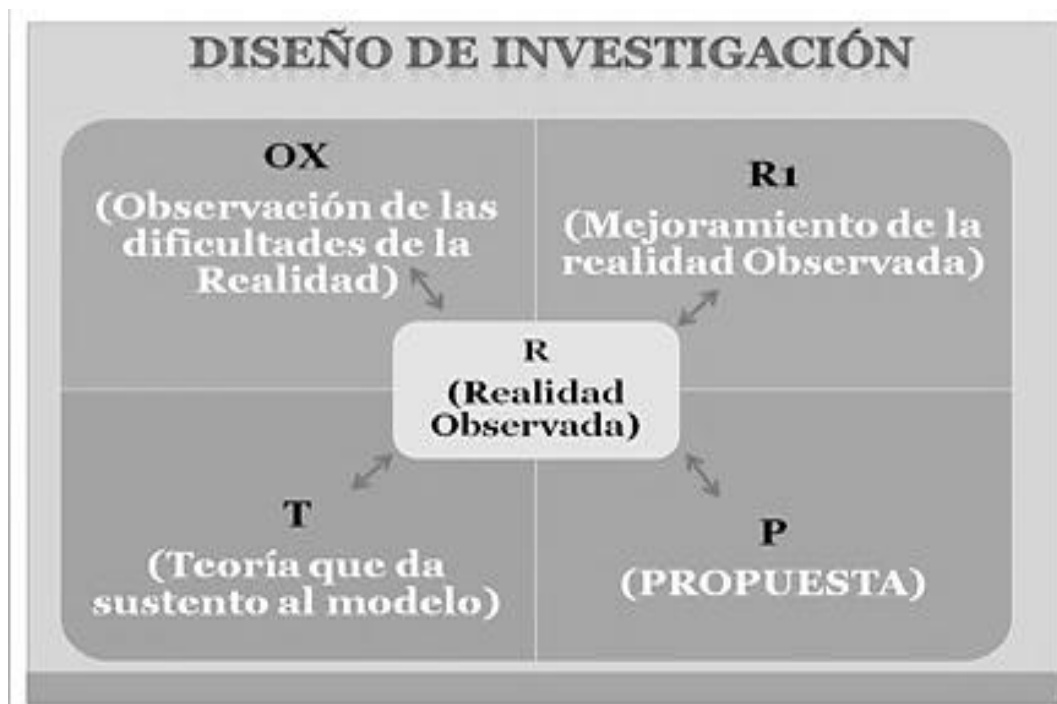 DISEÑO DE INVESTIGACIÓN
OX
(Observación de las
dificultades de la
Realidad)
R1
(Mejoramiento de la
realidad Observada)
R
(Realidad
Observada)
T
(Teoría que da
sustento al modelo)
P
(PROPUESTA)